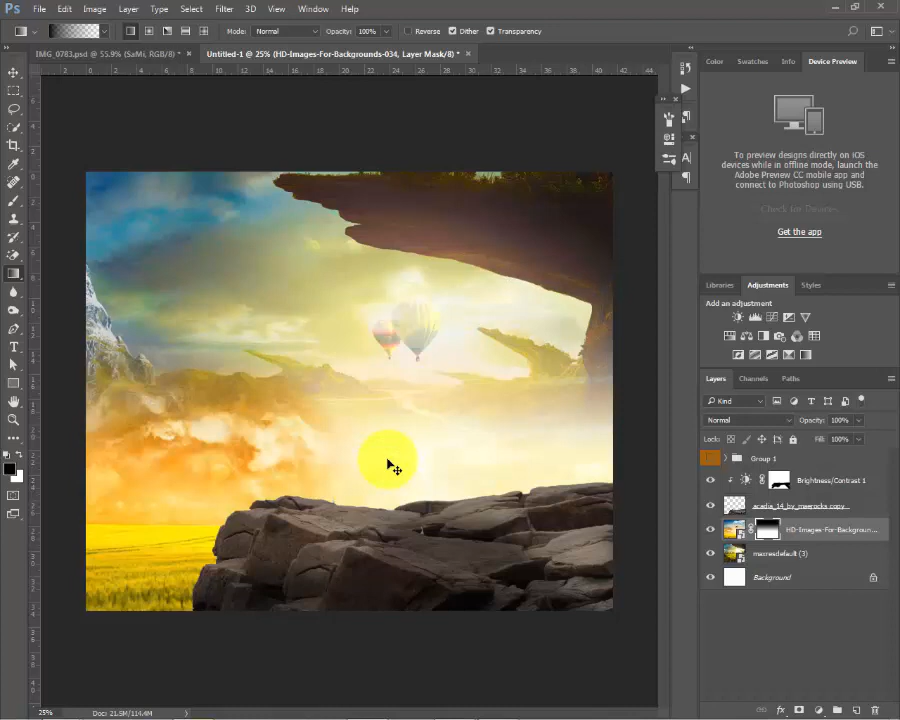 Ps File Edit Image Layer Type Select Filter 3D View Window Help
Mode: Normal Opacity: 100% Reverse Dither Transparency
IMG_0783.psd @ 55.9% (SxMi, RGB/8) * × Untitled-1 @ 25% (HD-Images-For-Backgrounds-034, Layer Mask/8) * ×
Color Swatches Info Device Preview
To preview designs directly on iOS
devices while in offline mode, launch the
Adobe Preview CC mobile app and
connect to Photoshop using USB.
Check for Devices
Get the app
Libraries Adjustments Styles
Add an adjustment
Layers Channels Paths
Kind
Normal Opacity: 100%
Lock: Fill: 100%
Group 1
Brightness/Contrast 1
acadia_14_by_meerocks copy
HD-Images-For-Backgroun...
maxresdefault (3)
Background
25% Doc: 21.5M/114.4M